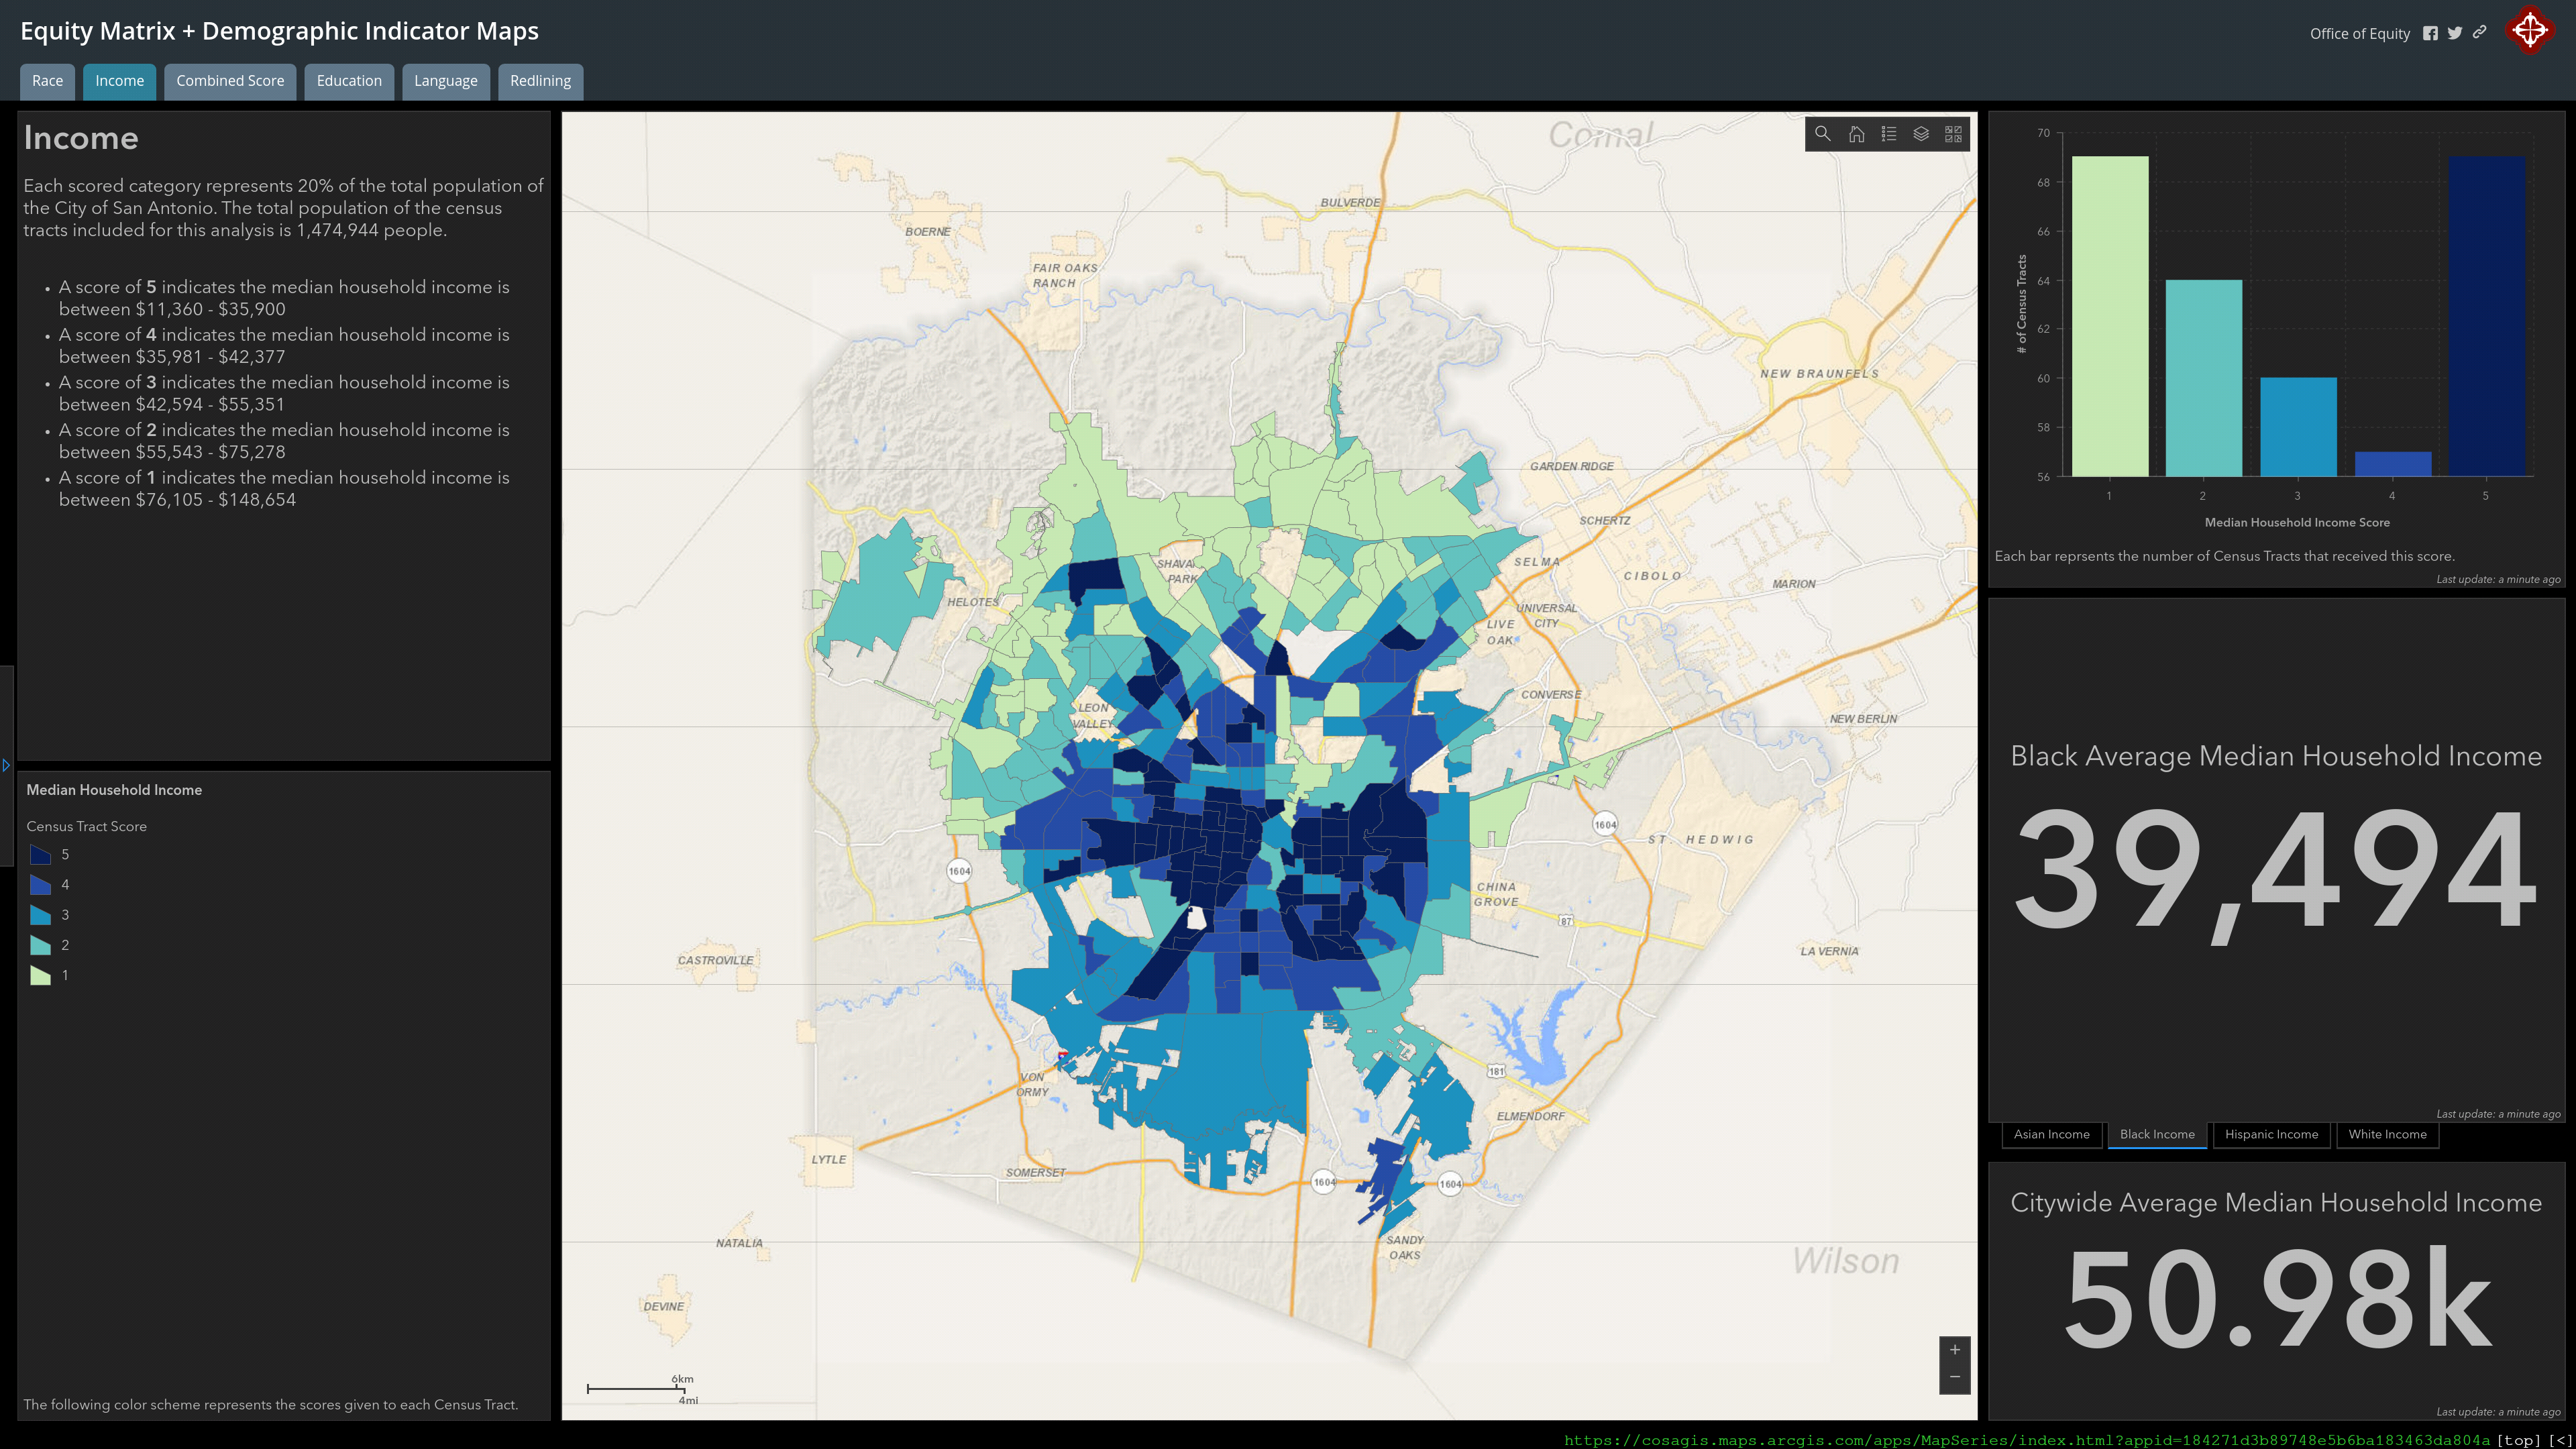 Equity Matrix + Demographic Indicator Maps
Office of Equity
Race
Income
Combined Score
Education
Language
Redlining
Income
Each scored category represents 20% of the total population of
the City of San Antonio. The total population of the census
tracts included for this analysis is 1,474,944 people.
• A score of 5 indicates the median household income is
between $11,360 - $35,900
• A score of 4 indicates the median household income is
between $35,981 - $42,377
• A score of 3 indicates the median household income is
between $42,594 - $55,351
• A score of 2 indicates the median household income is
between $55,543 - $75,278
• A score of 1 indicates the median household income is
between $76,105 - $148,654
Median Household Income
Census Tract Score
5
4
3
2
1
The following color scheme represents the scores given to each Census Tract.
Comal
BULVERDE
BOERNE
FAIR OAKS
RANCH
NEW BRAUNFELS
GARDEN RIDGE
SCHERTZ
SELMA
SHAVA
PARK
CIBOLO
MARION
HELOTES
UNIVERSAL
CITY
LIVE
OAK
LEON
VALLEY
CONVERSE
NEW BERLIN
1604
ST. HEDWIG
1604
CHINA
GROVE
87
LA VERNIA
CASTROVILLE
VON
ORMY
181
ELMENDORF
LYTLE
SOMERSET
1604
1604
SANDY
OAKS
NATALIA
Wilson
DEVINE
6km
4mi
+
−
70
68
66
64
62
60
58
56
# of Census Tracts
1
2
3
4
5
Median Household Income Score
Each bar reprsents the number of Census Tracts that received this score.
Last update: a minute ago
Black Average Median Household Income
39,494
Last update: a minute ago
Asian Income
Black Income
Hispanic Income
White Income
Citywide Average Median Household Income
50.98k
Last update: a minute ago
https://cosagis.maps.arcgis.com/apps/MapSeries/index.html?appid=184271d3b89748e5b6ba183463da804a [top] [<]